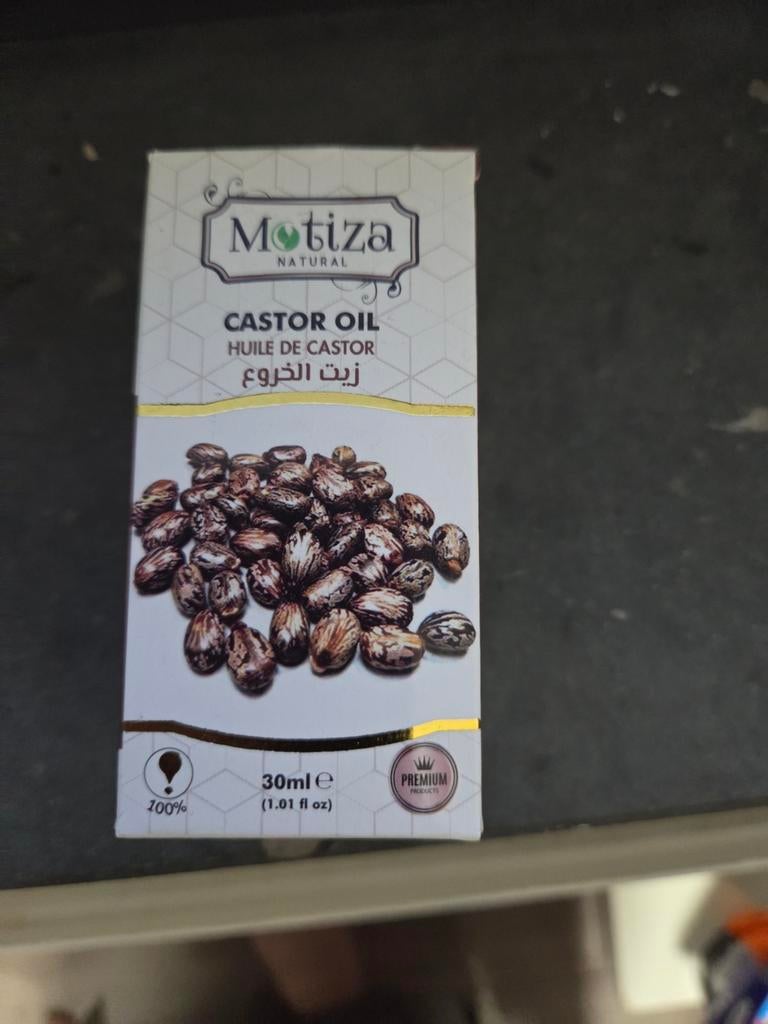 Motiza
NATURAL
CASTOR OIL
HUILE DE CASTOR
زيت الخروع
100%
30ml e
(1.01 fl oz)
PREMIUM
PRODUCTS